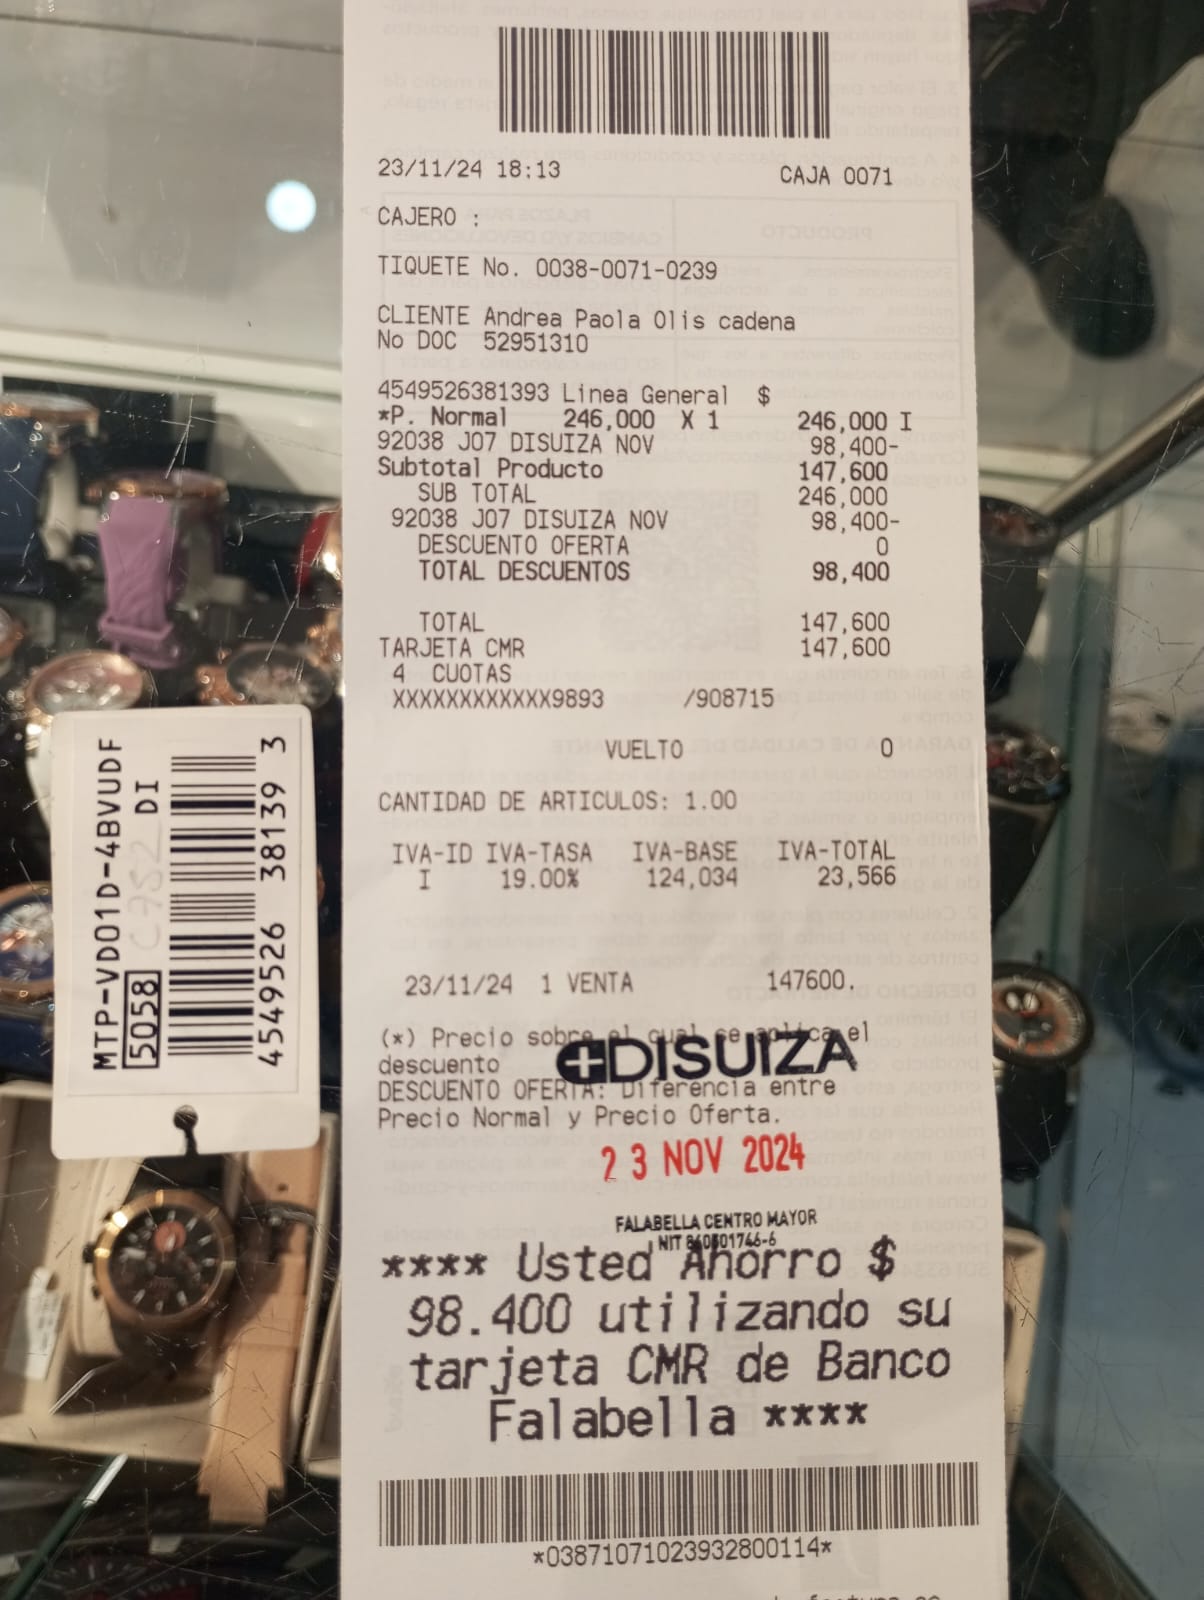 23/11/24 18:13 CAJA 0071
CAJERO :
TIQUETE No. 0038-0071-0239
CLIENTE Andrea Paola Olis cadena
No DOC 52951310
4549526381393 Linea General $
*P. Normal 246,000 X 1 246,000 I
92038 J07 DISUIZA NOV 98,400-
Subtotal Producto 147,600
SUB TOTAL 246,000
92038 J07 DISUIZA NOV 98,400-
DESCUENTO OFERTA 0
TOTAL DESCUENTOS 98,400
TOTAL 147,600
TARJETA CMR 147,600
4 CUOTAS
XXXXXXXXXXXX9893 /908715
VUELTO 0
CANTIDAD DE ARTICULOS: 1.00
IVA-ID IVA-TASA IVA-BASE IVA-TOTAL
I 19.00% 124,034 23,566
23/11/24 1 VENTA 147600.
(*) Precio sobre el cual se aplica el
descuento
DISUIZA
DESCUENTO OFERTA: Diferencia entre
Precio Normal y Precio Oferta.
23 NOV 2024
FALABELLA CENTRO MAYOR
NIT 860501746-6
**** Usted Ahorro $
98.400 utilizando su
tarjeta CMR de Banco
Falabella ****
*03871071023932800114*
MTP-VD01D-4BVUDF
5058 DI
4549526 38139 3